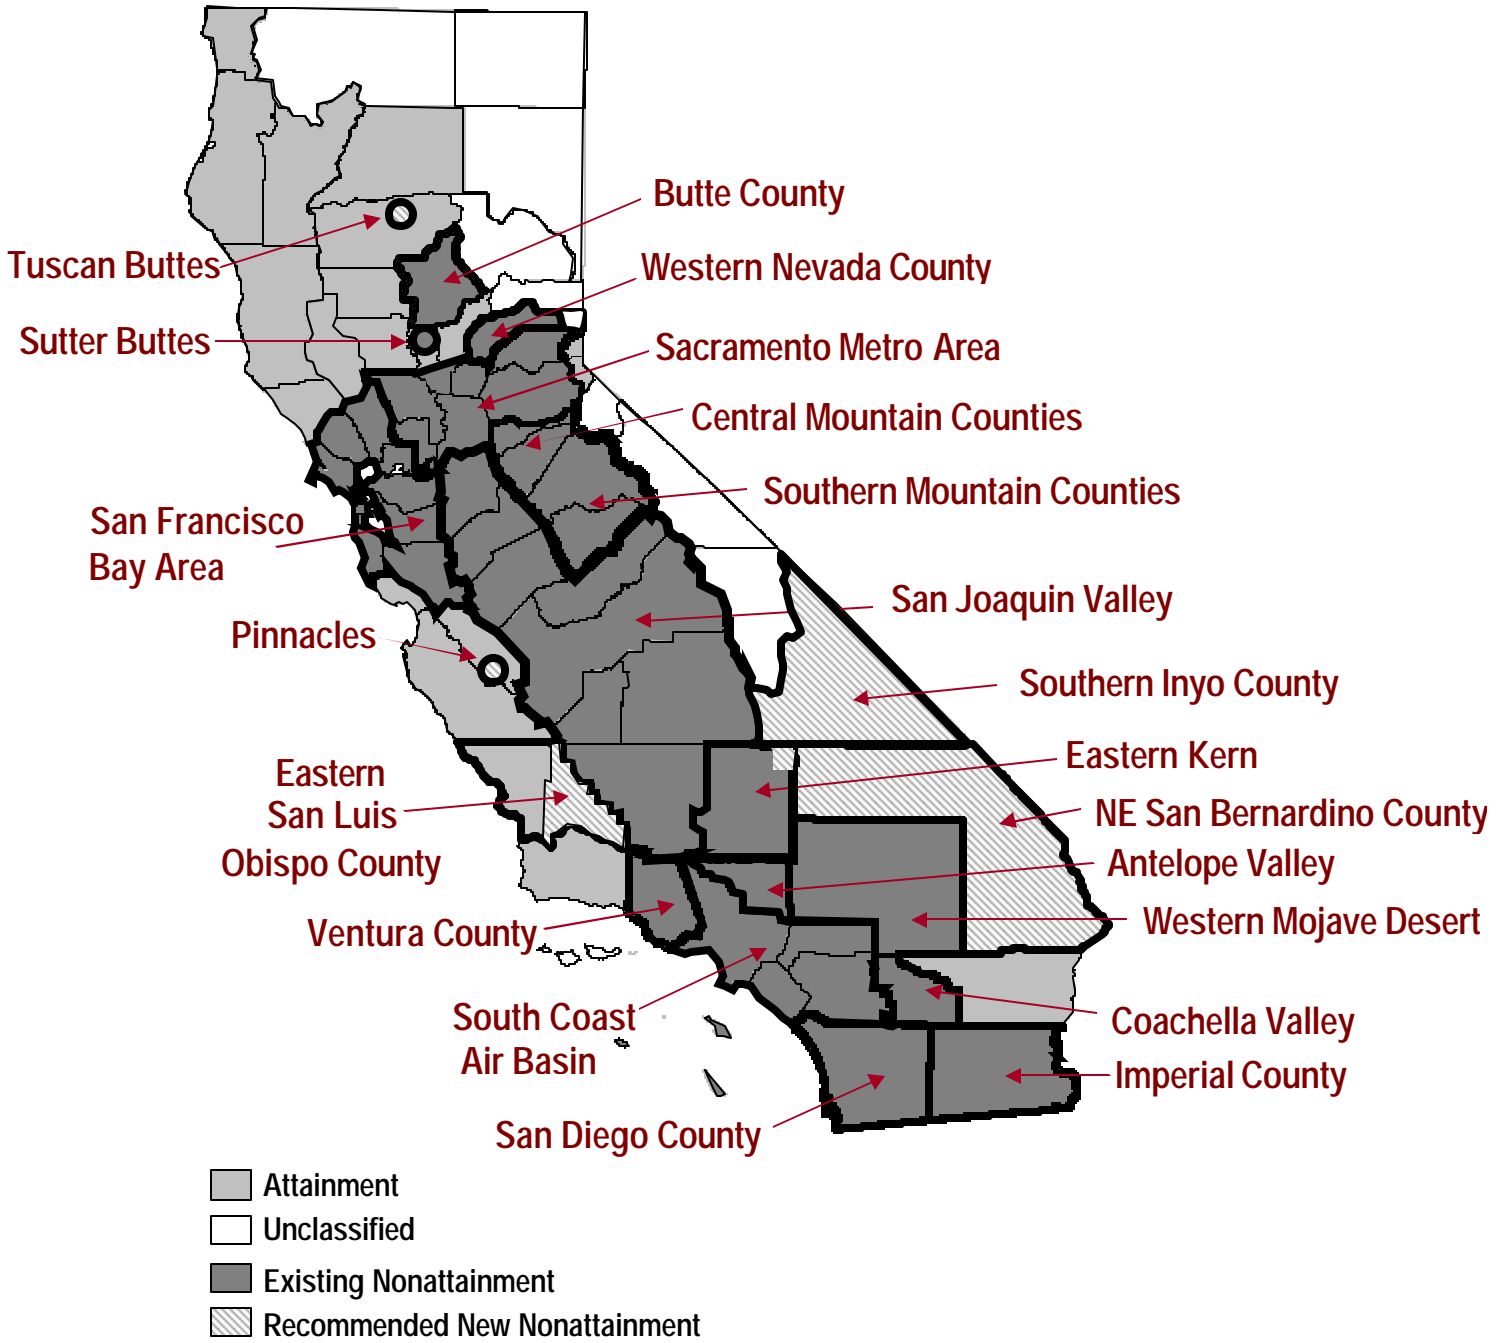 Butte County
Tuscan Buttes
Western Nevada County
Sutter Buttes
Sacramento Metro Area
Central Mountain Counties
Southern Mountain Counties
San Francisco
Bay Area
San Joaquin Valley
Pinnacles
Southern Inyo County
Eastern Kern
Eastern
San Luis
Obispo County
NE San Bernardino County
Antelope Valley
Ventura County
Western Mojave Desert
South Coast
Air Basin
Coachella Valley
Imperial County
San Diego County
Attainment
Unclassified
Existing Nonattainment
Recommended New Nonattainment